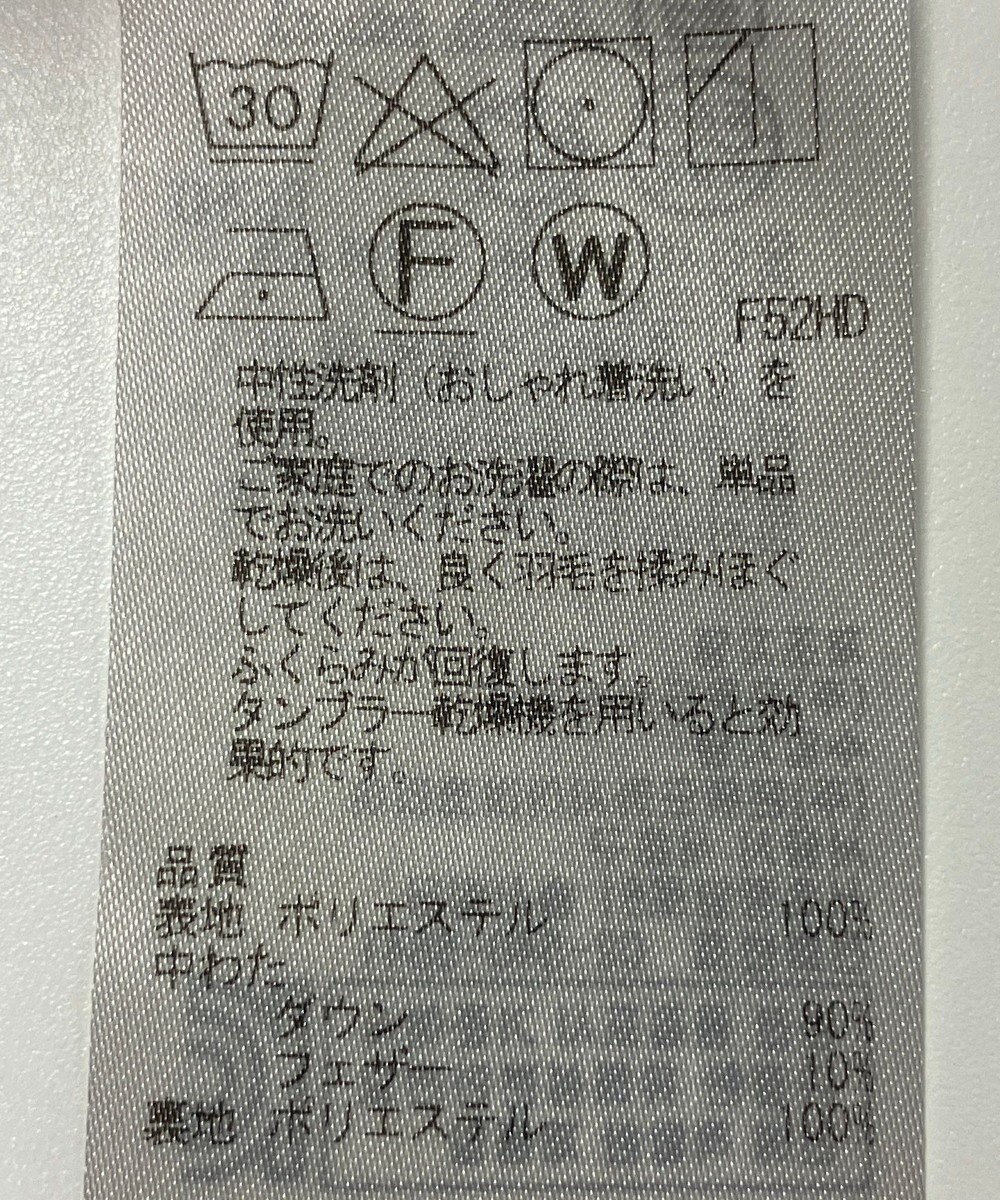 30
F W
F52HD
中性洗剤(おしゃれ着洗い)を
使用。
ご家庭でのお洗濯の際は、単品
でお洗いください。
乾燥後は、良く羽毛を揉みほぐ
してください。
ふくらみが回復します。
タンブラー乾燥機を用いると効
果的です。
品質
表地 ポリエステル 100%
中わた
ダウン 90%
フェザー 10%
裏地 ポリエステル 100%